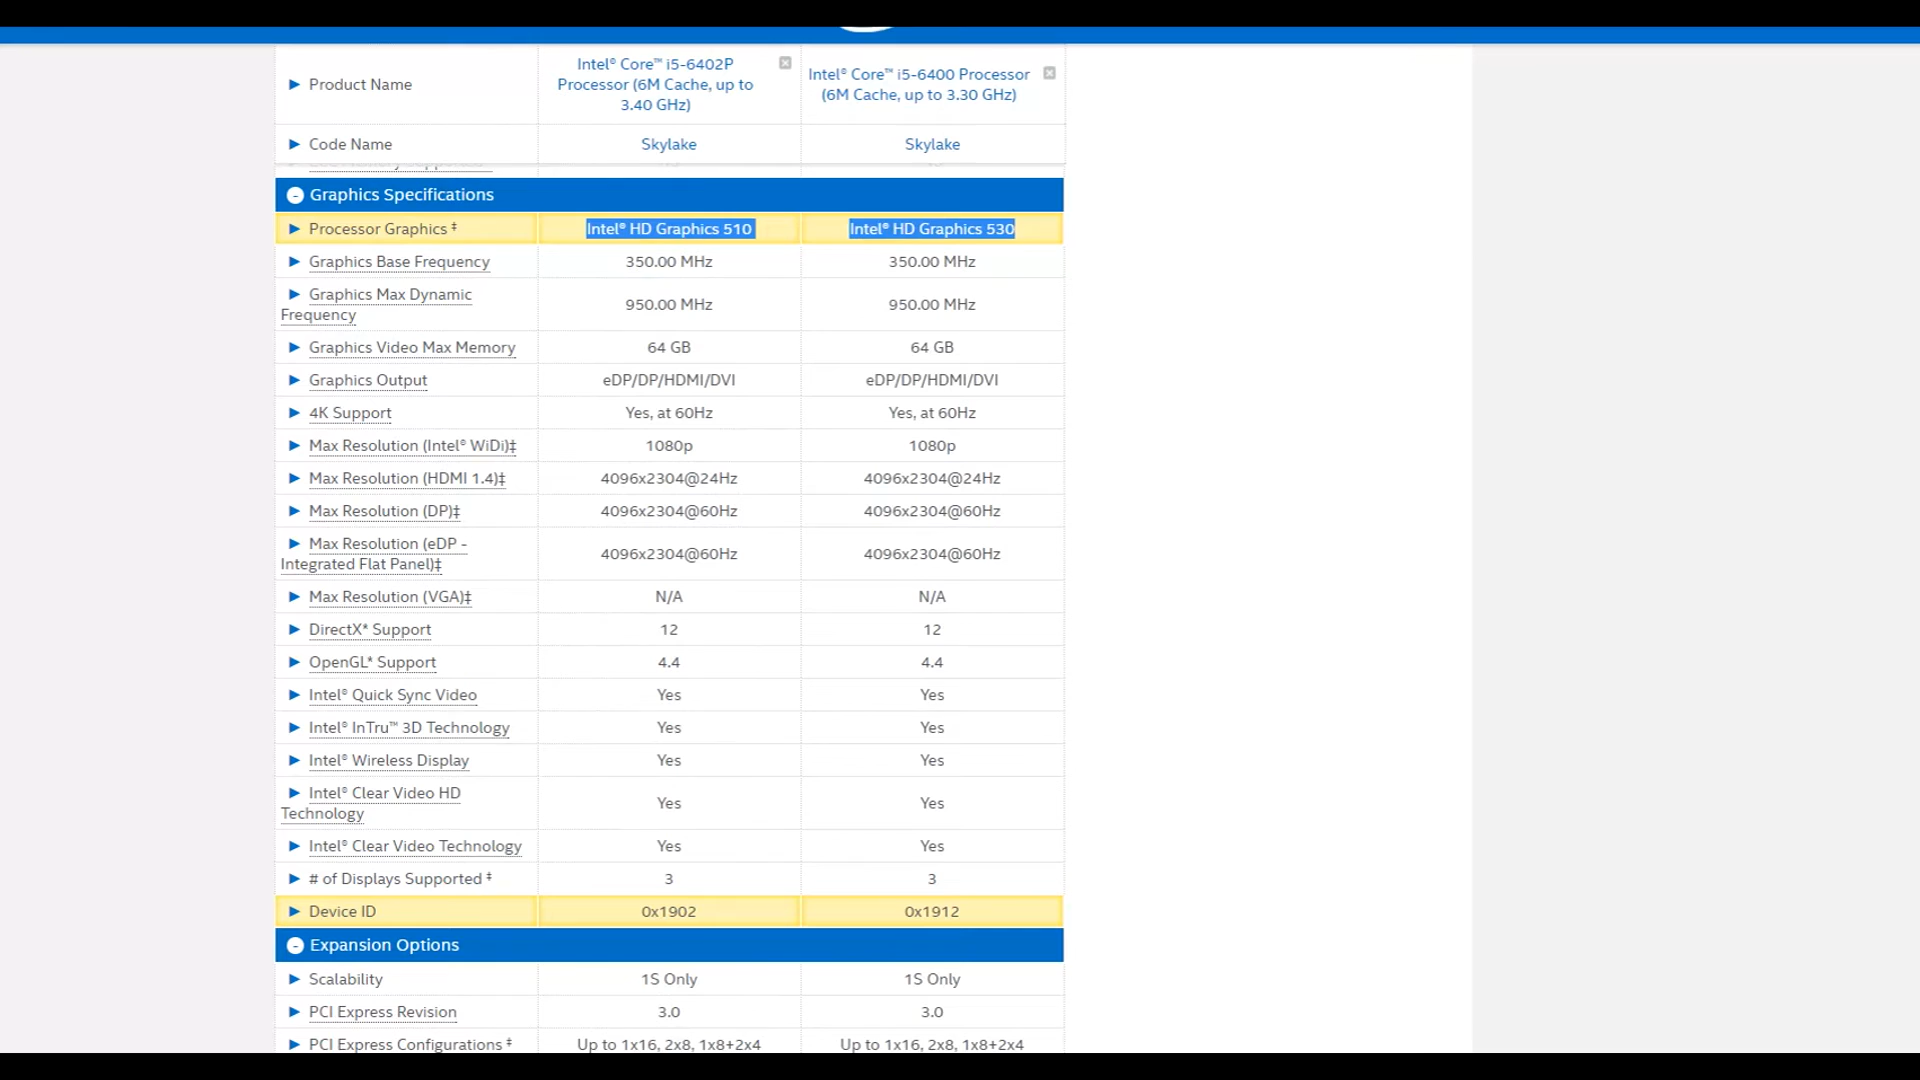 Product Name
Intel® Core™ i5-6402P
Processor (6M Cache, up to
3.40 GHz)
Intel® Core™ i5-6400 Processor
(6M Cache, up to 3.30 GHz)
Code Name Skylake Skylake
Graphics Specifications
Processor Graphics ‡ Intel® HD Graphics 510 Intel® HD Graphics 530
Graphics Base Frequency 350.00 MHz 350.00 MHz
Graphics Max Dynamic
Frequency
950.00 MHz 950.00 MHz
Graphics Video Max Memory 64 GB 64 GB
Graphics Output eDP/DP/HDMI/DVI eDP/DP/HDMI/DVI
4K Support Yes, at 60Hz Yes, at 60Hz
Max Resolution (Intel® WiDi)‡ 1080p 1080p
Max Resolution (HDMI 1.4)‡ 4096x2304@24Hz 4096x2304@24Hz
Max Resolution (DP)‡ 4096x2304@60Hz 4096x2304@60Hz
Max Resolution (eDP -
Integrated Flat Panel)‡
4096x2304@60Hz 4096x2304@60Hz
Max Resolution (VGA)‡ N/A N/A
DirectX* Support 12 12
OpenGL* Support 4.4 4.4
Intel® Quick Sync Video Yes Yes
Intel® InTru™ 3D Technology Yes Yes
Intel® Wireless Display Yes Yes
Intel® Clear Video HD
Technology
Yes Yes
Intel® Clear Video Technology Yes Yes
# of Displays Supported ‡ 3 3
Device ID 0x1902 0x1912
Expansion Options
Scalability 1S Only 1S Only
PCI Express Revision 3.0 3.0
PCI Express Configurations ‡ Up to 1x16, 2x8, 1x8+2x4 Up to 1x16, 2x8, 1x8+2x4